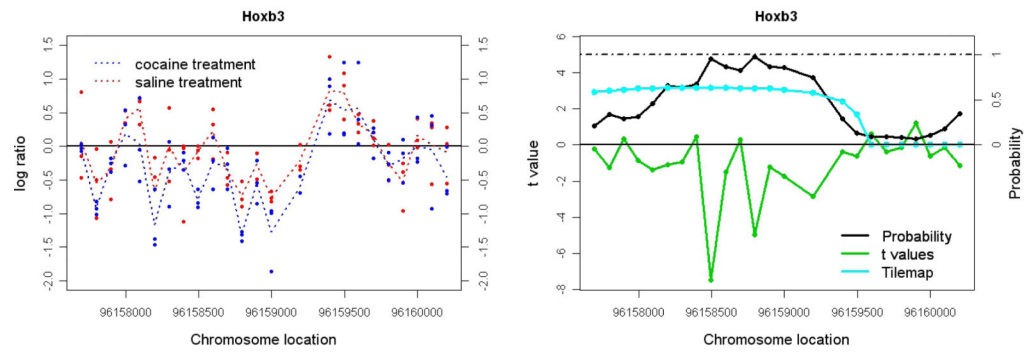 Hoxb3
1.5
1.0
0.5
0.0
-0.5
-1.0
-1.5
-2.0
log ratio
cocaine treatment
saline treatment
1.5
1.0
0.5
0.0
-0.5
-1.0
-1.5
-2.0
96158000 96158500 96159000 96159500 96160000
Chromosome location
Hoxb3
6
4
2
0
-2
-4
-6
-8
t value
Probability
t values
Tilemap
1
0.5
0
Probability
96158000 96158500 96159000 96159500 96160000
Chromosome location